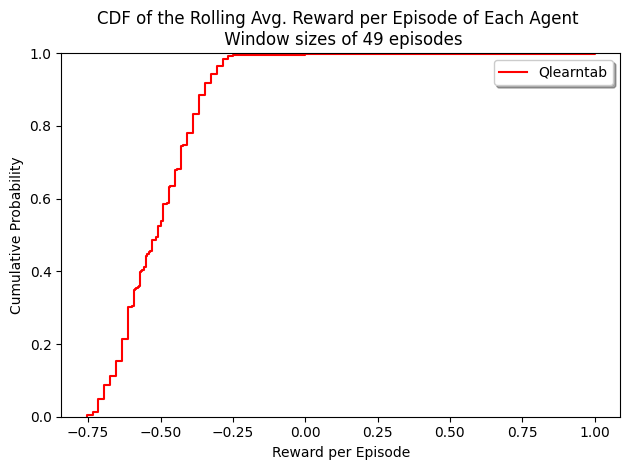 CDF of the Rolling Avg. Reward per Episode of Each Agent
Window sizes of 49 episodes
Qlearntab
Cumulative Probability
1.0
0.8
0.6
0.4
0.2
0.0
−0.75 −0.50 −0.25 0.00 0.25 0.50 0.75 1.00
Reward per Episode